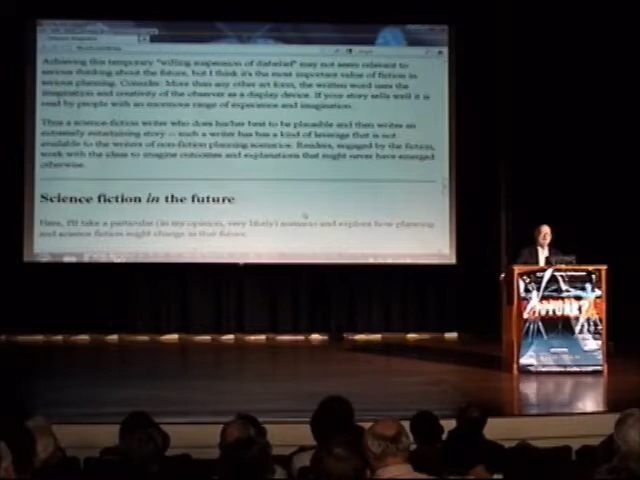 Achieving this temporary "willing suspension of disbelief" may not seem relevant to
serious thinking about the future, but I think it's the most important value of fiction in
serious planning. Consider: More than any other art form, the written word uses the
imagination and creativity of the observer as a display device. If your story sells well it is
read by people with an enormous range of experience and imagination.
Thus a science-fiction writer who does his/her best to be plausible and then writes an
extremely entertaining story -- such a writer has a kind of leverage that is not
available to the writers of non-fiction planning scenarios. Readers, engaged by the fiction,
work with the ideas to imagine outcomes and explanations that might never have emerged
otherwise.
Science fiction in the future
Here, I'll take a particular (in my opinion, very likely) scenario and explore how planning
and science fiction might change in that future.